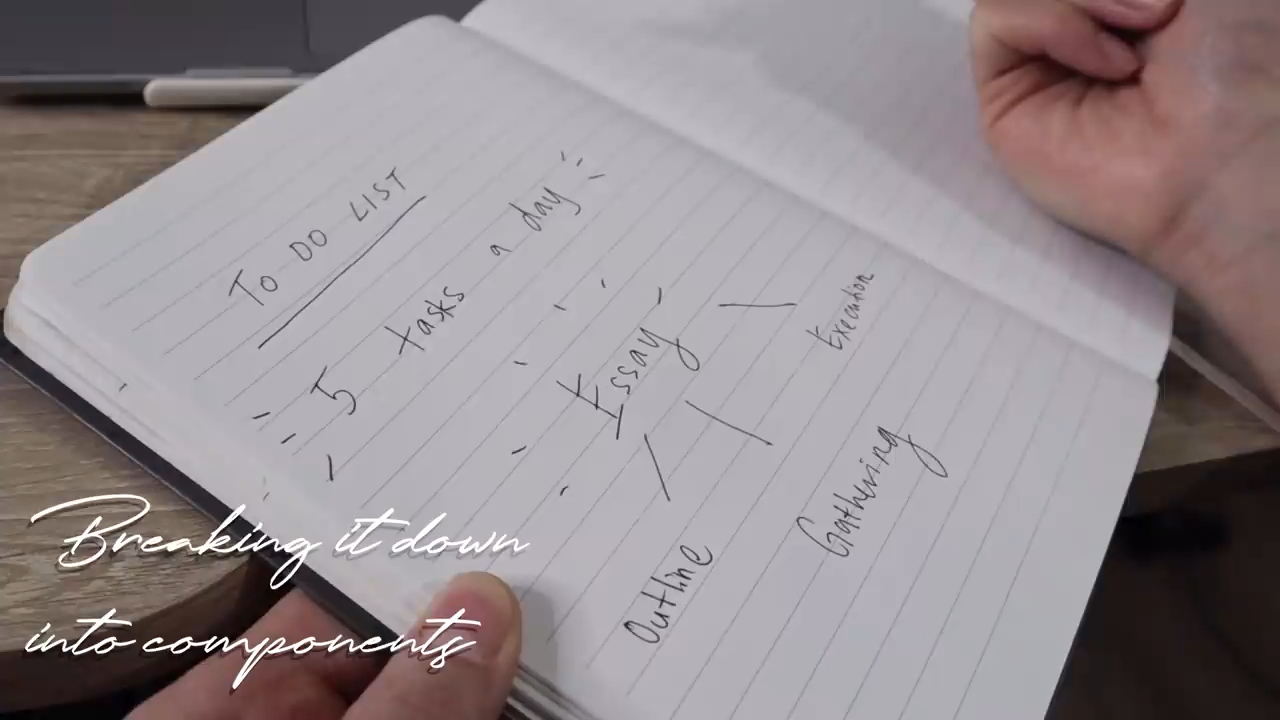 TO DO LIST
5 tasks a day
Essay
Outline
Gathering
Execution
Breaking it down
into components